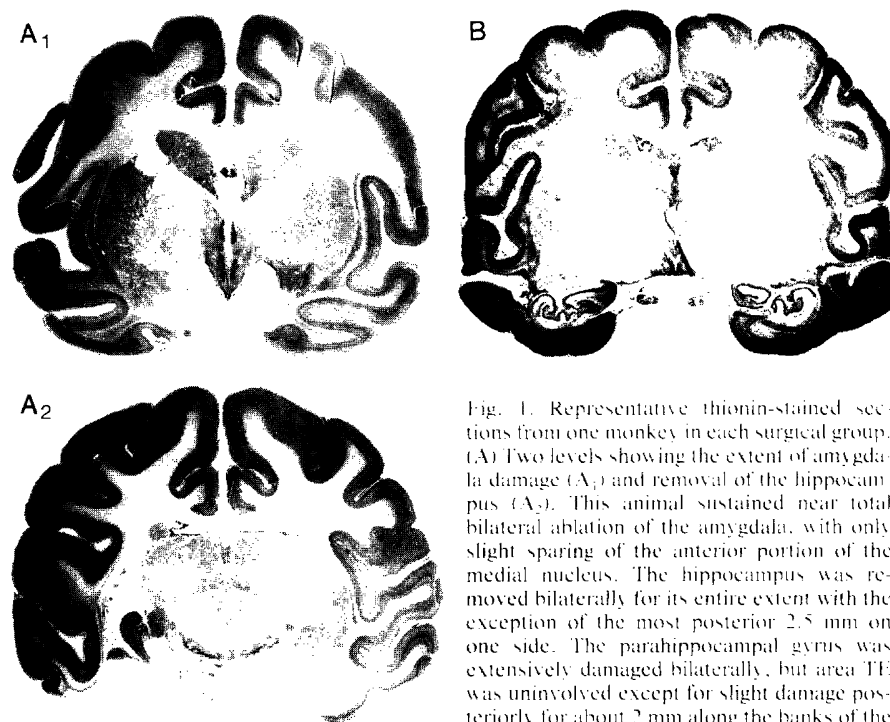 A1
B
A2
Fig. 1. Representative thionin-stained sec-
tions from one monkey in each surgical group.
(A) Two levels showing the extent of amygda-
la damage (A1) and removal of the hippocam
pus (A2). This animal sustained near total
bilateral ablation of the amygdala, with only
slight sparing of the anterior portion of the
medial nucleus. The hippocampus was re-
moved bilaterally for its entire extent with the
exception of the most posterior 2.5 mm on
one side. The parahippocampal gyrus was
extensively damaged bilaterally, but area TE
was uninvolved except for slight damage pos-
teriorly for about 2 mm along the banks of the